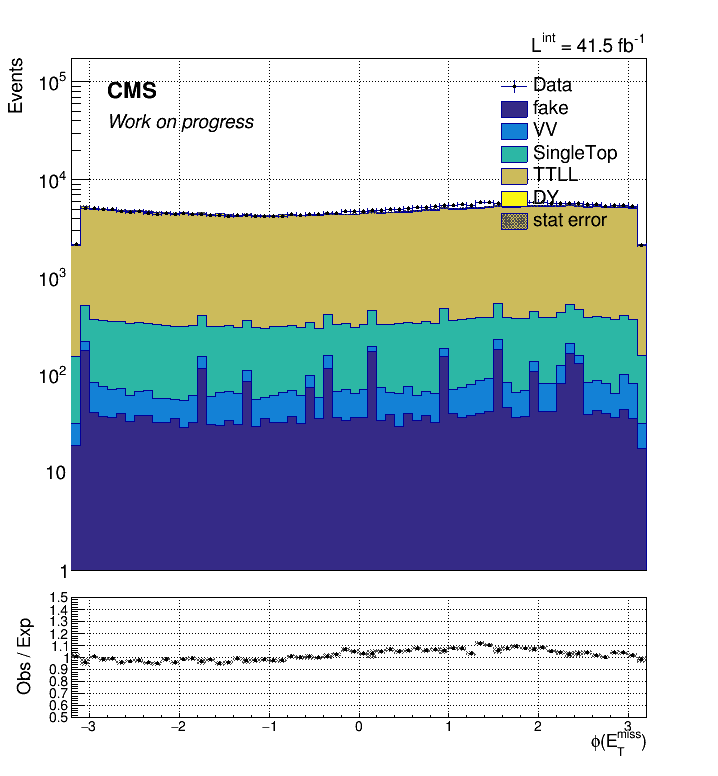 L^int = 41.5 fb^-1
Events
CMS
Work on progress
Data
fake
VV
SingleTop
TTLL
DY
stat error
10^5
10^4
10^3
10^2
10
1
Obs / Exp
1.5
1.4
1.3
1.2
1.1
1
0.9
0.8
0.7
0.6
0.5
−3 −2 −1 0 1 2 3
ϕ(E_T^miss)